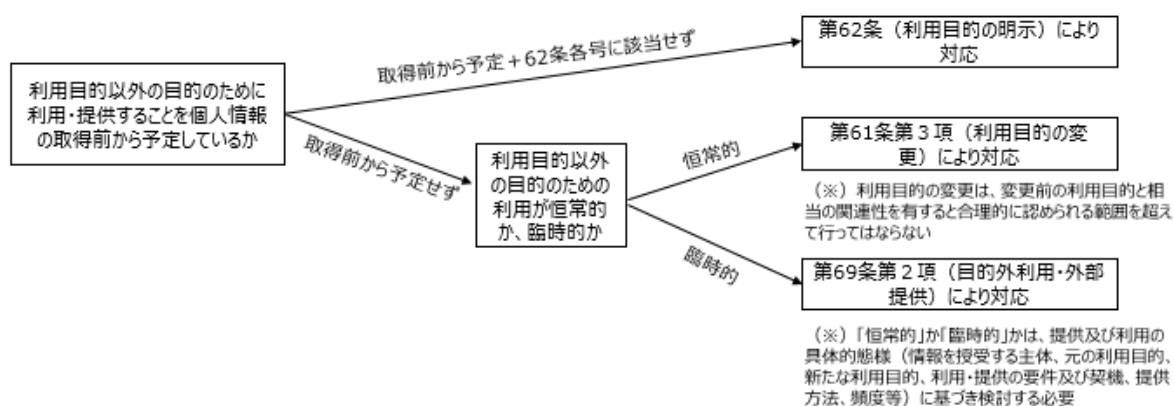 利用目的以外の目的のために
利用・提供することを個人情報
の取得前から予定しているか
取得前から予定＋62条各号に該当せず
第62条（利用目的の明示）により
対応
取得前から予定せず
利用目的以外
の目的のための
利用が恒常的
か、臨時的か
恒常的
第61条第３項（利用目的の変
更）により対応
（※）利用目的の変更は、変更前の利用目的と相
当の関連性を有すると合理的に認められる範囲を超え
て行ってはならない
臨時的
第69条第２項（目的外利用・外部
提供）により対応
（※）「恒常的」か「臨時的」かは、提供及び利用の
具体的態様（情報を授受する主体、元の利用目的、
新たな利用目的、利用・提供の要件及び契機、提供
方法、頻度等）に基づき検討する必要